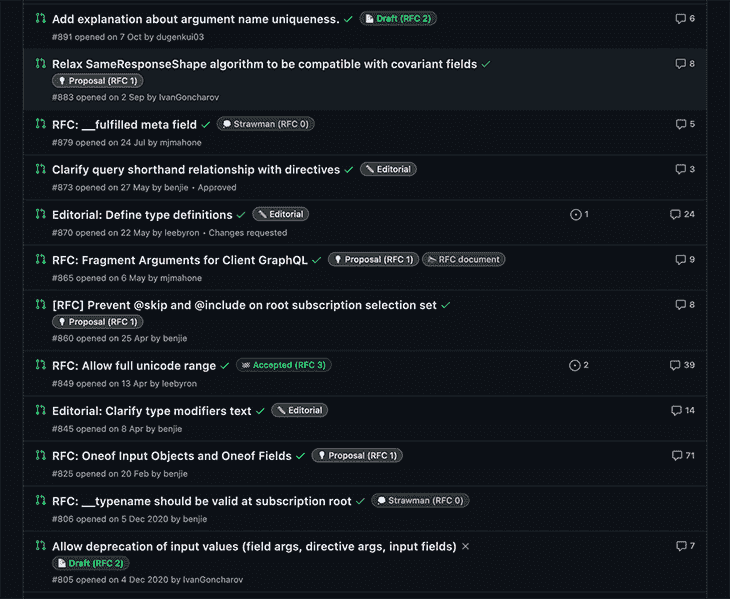 Add explanation about argument name uniqueness. Draft (RFC 2) 6
#891 opened on 7 Oct by dugenkui03
Relax SameResponseShape algorithm to be compatible with covariant fields 8
Proposal (RFC 1)
#883 opened on 2 Sep by IvanGoncharov
RFC: __fulfilled meta field Strawman (RFC 0) 5
#879 opened on 24 Jul by mjmahone
Clarify query shorthand relationship with directives Editorial 3
#873 opened on 27 May by benjie • Approved
Editorial: Define type definitions Editorial 1 24
#870 opened on 22 May by leebyron • Changes requested
RFC: Fragment Arguments for Client GraphQL Proposal (RFC 1) RFC document 9
#865 opened on 6 May by mjmahone
[RFC] Prevent @skip and @include on root subscription selection set 8
Proposal (RFC 1)
#860 opened on 25 Apr by benjie
RFC: Allow full unicode range Accepted (RFC 3) 2 39
#849 opened on 13 Apr by leebyron
Editorial: Clarify type modifiers text Editorial 14
#845 opened on 8 Apr by benjie
RFC: Oneof Input Objects and Oneof Fields Proposal (RFC 1) 71
#825 opened on 20 Feb by benjie
RFC: __typename should be valid at subscription root Strawman (RFC 0)
#806 opened on 5 Dec 2020 by benjie
Allow deprecation of input values (field args, directive args, input fields) 7
Draft (RFC 2)
#805 opened on 4 Dec 2020 by IvanGoncharov